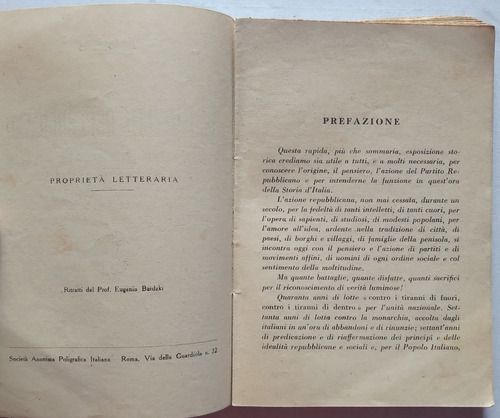 PROPRIETÀ LETTERARIA
Ritratti del Prof. Eugenio Bardzki
Società Anonima Poligrafica Italiana - Roma, Via della Guardiola n. 22
PREFAZIONE
Questa rapida, più che sommaria, esposizione sto-
rica crediamo sia utile a tutti, e a molti necessaria, per
conoscere l'origine, il pensiero, l'azione del Partito Re-
pubblicano e per intenderne la funzione in quest'ora
della Storia d'Italia.
L'azione repubblicana, non mai cessata, durante un
secolo, per la fedeltà di tanti intelletti, di tanti cuori, per
l'opera di sapienti, di studiosi, di modesti popolani, per
l'amore all'idea, ardente nella tradizione di città, di
paesi, di borghi e villaggi, di famiglie della penisola, si
incontra oggi con il pensiero e l'azione di partiti e di
movimenti affini, di uomini di ogni ordine sociale e col
sentimento della moltitudine.
Ma quante battaglie, quante disfatte, quanti sacrifici
per il riconoscimento di verità luminose!
Quaranta anni di lotte « contro i tiranni di fuori,
contro i tiranni di dentro » per l'unità nazionale. Set-
tanta anni di lotta contro la monarchia, accolta dagli
italiani in un'ora di abbandoni e di rinunzie; settant'anni
di predicazione e di riaffermazione dei principî e delle
idealità repubblicane e sociali e, per il Popolo Italiano,